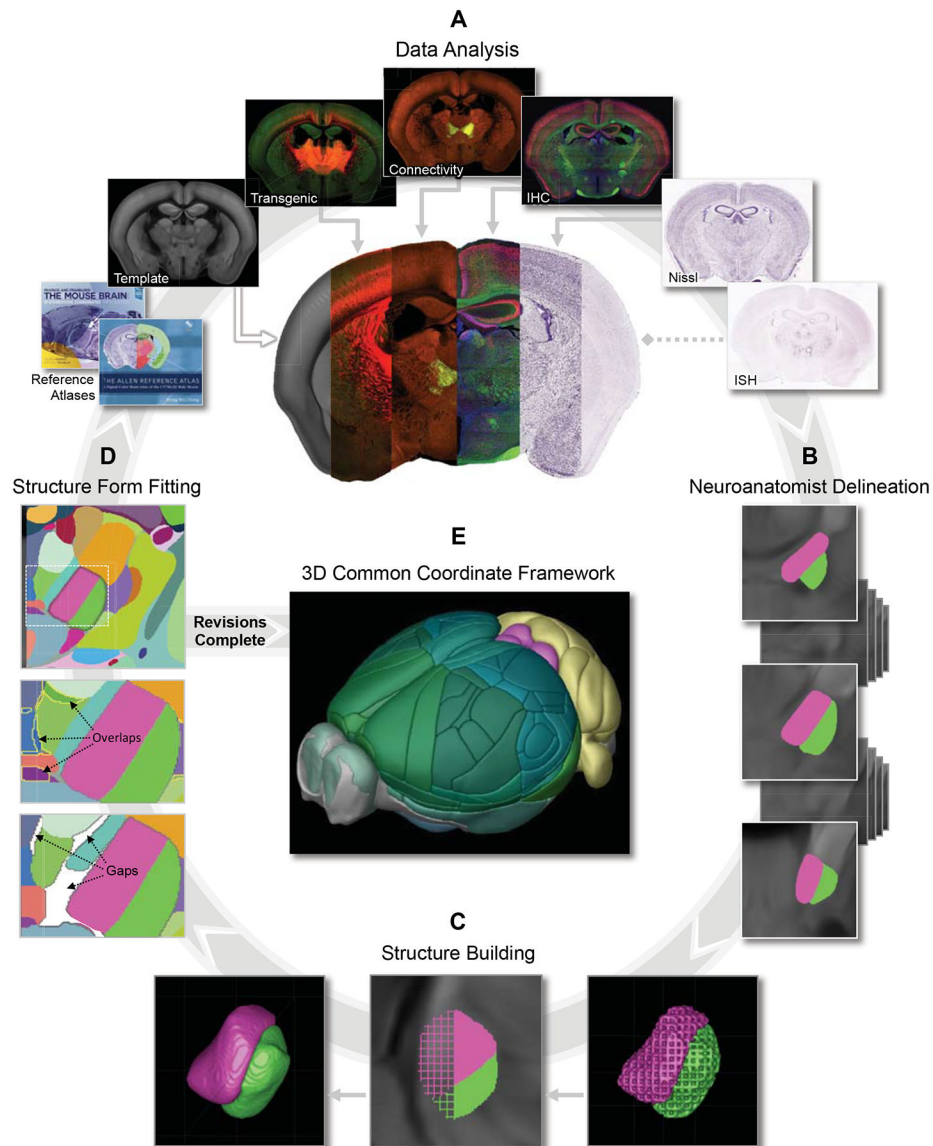 A
Data Analysis
Connectivity
Transgenic
IHC
Template
Nissl
THE MOUSE BRAIN
THE ALLEN REFERENCE ATLAS
Reference
Atlases
ISH
D
Structure Form Fitting
B
Neuroanatomist Delineation
E
3D Common Coordinate Framework
Revisions
Complete
Overlaps
Gaps
C
Structure Building